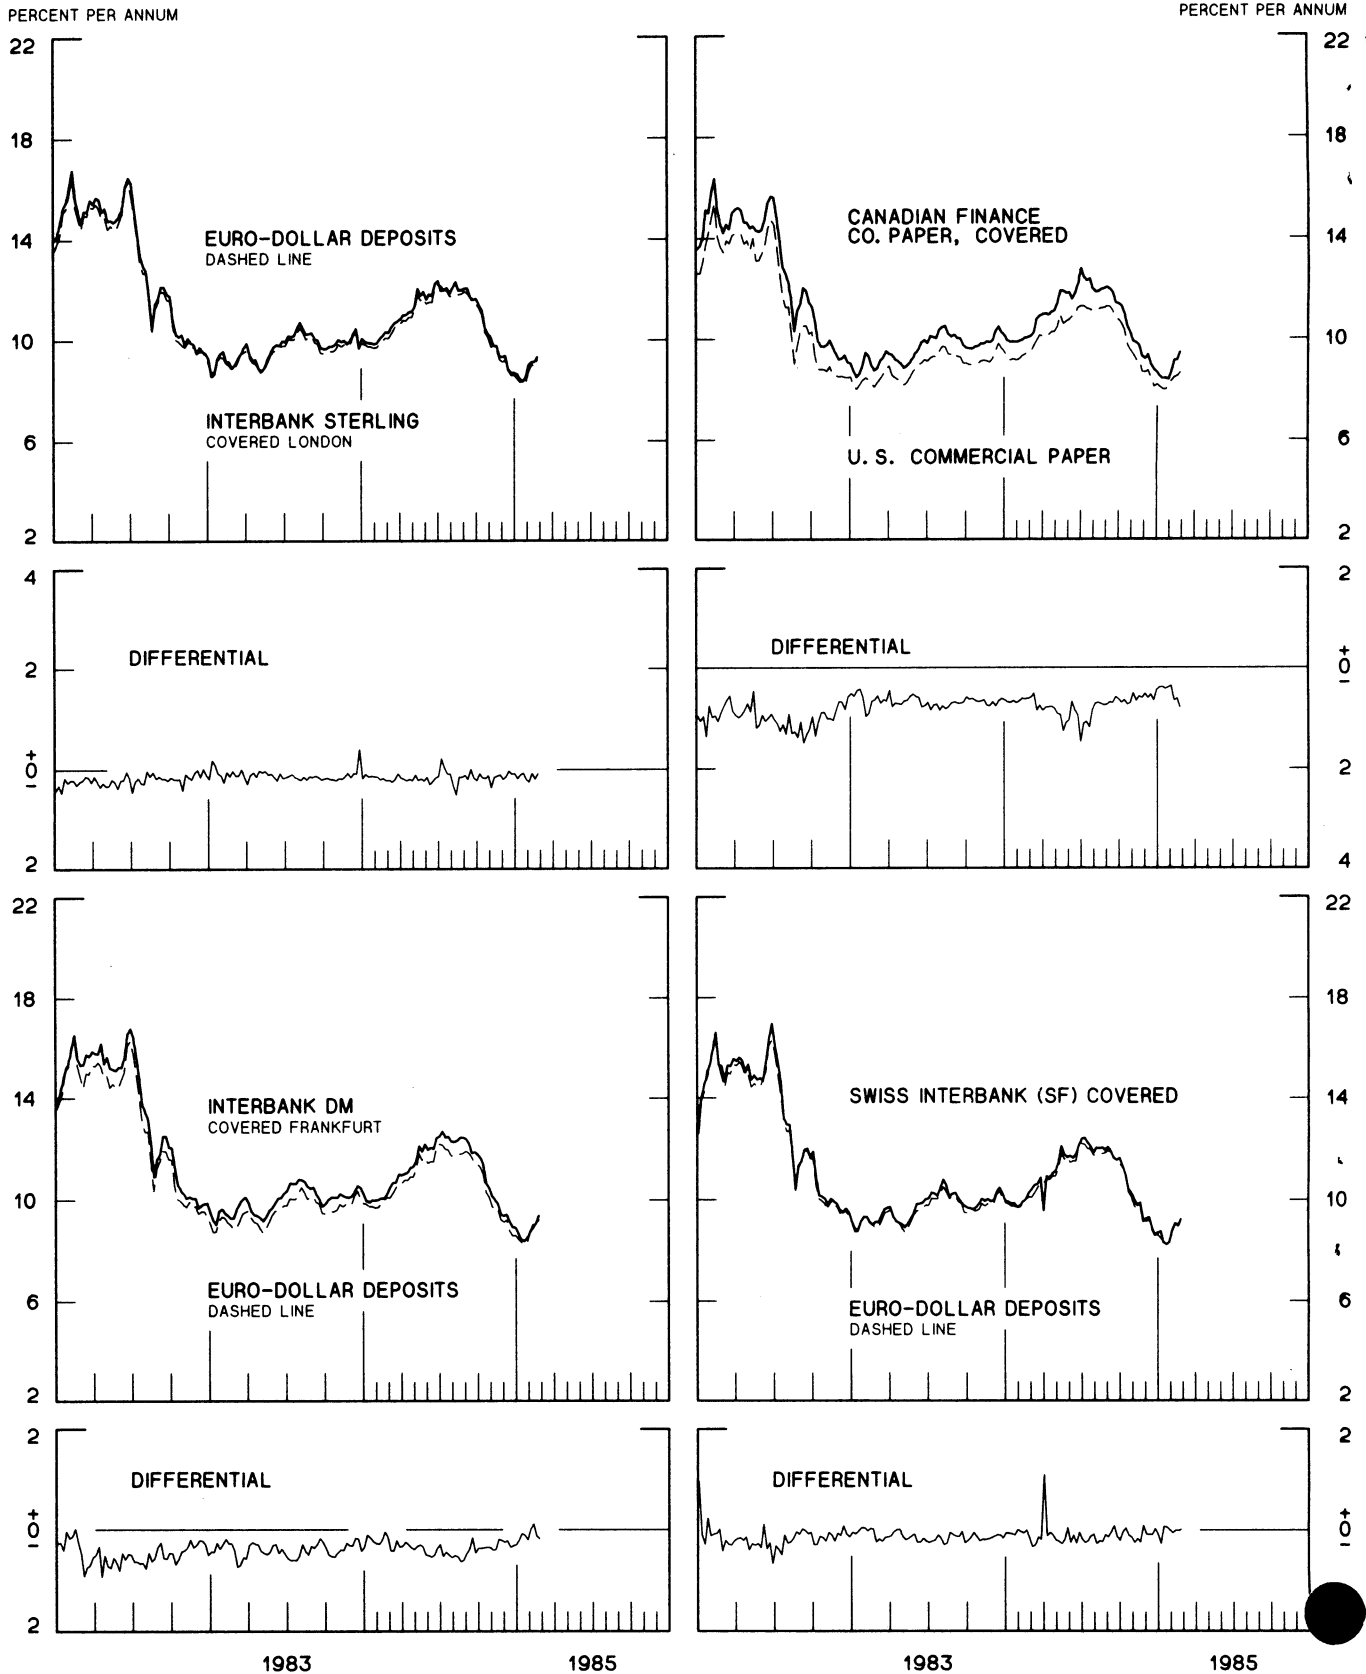 PERCENT PER ANNUM
PERCENT PER ANNUM
22
18
14
10
6
2
EURO-DOLLAR DEPOSITS
DASHED LINE
INTERBANK STERLING
COVERED LONDON
22
18
14
10
6
2
CANADIAN FINANCE
CO. PAPER, COVERED
U. S. COMMERCIAL PAPER
4
2
+
0
−
2
DIFFERENTIAL
2
+
0
−
2
4
DIFFERENTIAL
22
18
14
10
6
2
INTERBANK DM
COVERED FRANKFURT
EURO-DOLLAR DEPOSITS
DASHED LINE
22
18
14
10
6
2
SWISS INTERBANK (SF) COVERED
EURO-DOLLAR DEPOSITS
DASHED LINE
2
+
0
−
2
DIFFERENTIAL
2
+
0
−
2
DIFFERENTIAL
1983 1985
1983 1985